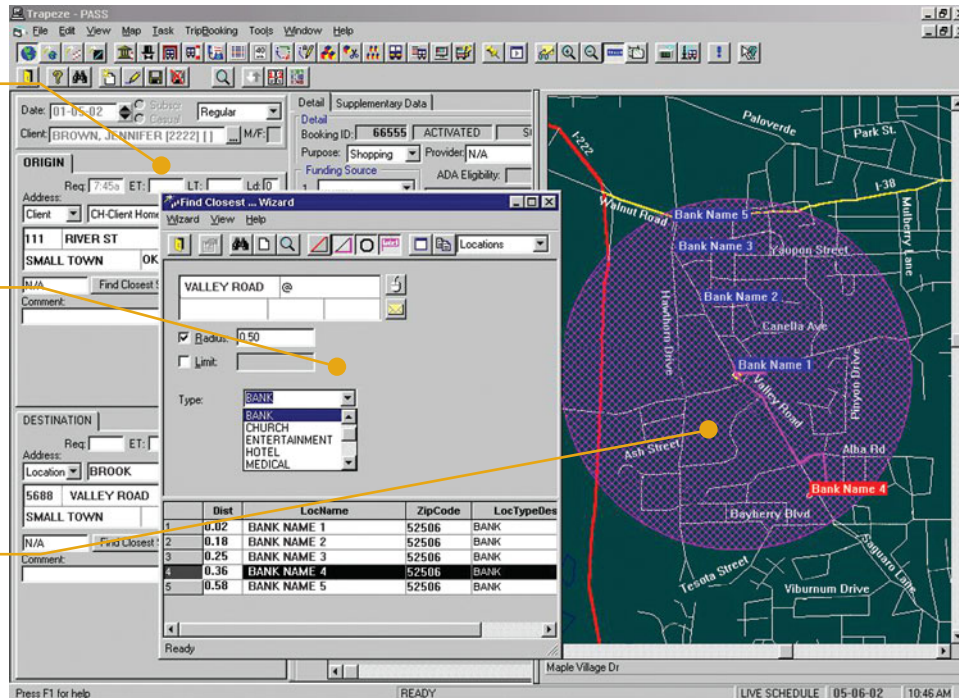 Trapeze - PASS
File Edit View Map Task TripBooking Tools Window Help
Date: 01-05-02 Subscr Casual Regular
Client: BROWN, JENNIFER [2222] [ ] ... M/F:
ORIGIN
Req: 7:45a ET: LT: Ld: 0
Address:
Client CH-Client Home
111 RIVER ST
SMALL TOWN OK
N/A Find Closest S
Comment:
DESTINATION
Req: ET:
Address:
Location BROOK
5688 VALLEY ROAD
SMALL TOWN
N/A Find Closest S
Comment:
Detail Supplementary Data
Detail
Booking ID: 66555 ACTIVATED
Purpose: Shopping Provider: N/A
Funding Source
ADA Eligibility:
1
Find Closest ... Wizard
Wizard View Help
Locations
VALLEY ROAD @
Radius: 0.50
Limit:
Type: BANK
BANK
CHURCH
ENTERTAINMENT
HOTEL
MEDICAL
Dist LocName ZipCode LocTypeDes
1 0.02 BANK NAME 1 52506 BANK
2 0.18 BANK NAME 2 52506 BANK
3 0.25 BANK NAME 3 52506 BANK
4 0.36 BANK NAME 4 52506 BANK
5 0.58 BANK NAME 5 52506 BANK
Ready
I-222
Paloverde
Park St.
I-38
Walnut Road
Bank Name 5
Mulberry Lane
Bank Name 3
Yaupon Street
Bank Name 2
Hawthorn Drive
Canella Ave
Bank Name 1
Valley Road
Pinyon Drive
Ash Street
Alba Rd
Bank Name 4
Bayberry Blvd
Saguaro Lane
Tesota Street
Viburnum Drive
Maple Village Dr
Press F1 for help READY LIVE SCHEDULE 05-06-02 10:46 AM